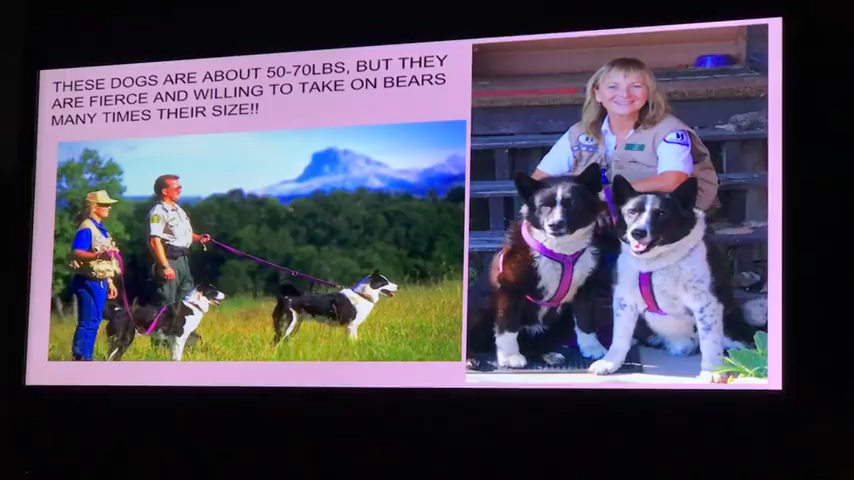 THESE DOGS ARE ABOUT 50-70LBS, BUT THEY
ARE FIERCE AND WILLING TO TAKE ON BEARS
MANY TIMES THEIR SIZE!!